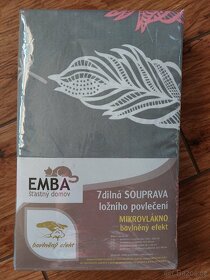 EMBA
šťastný domov
7dílná SOUPRAVA
ložního povlečení
MIKROVLÁKNO
bavlněný efekt
bavlněný efekt